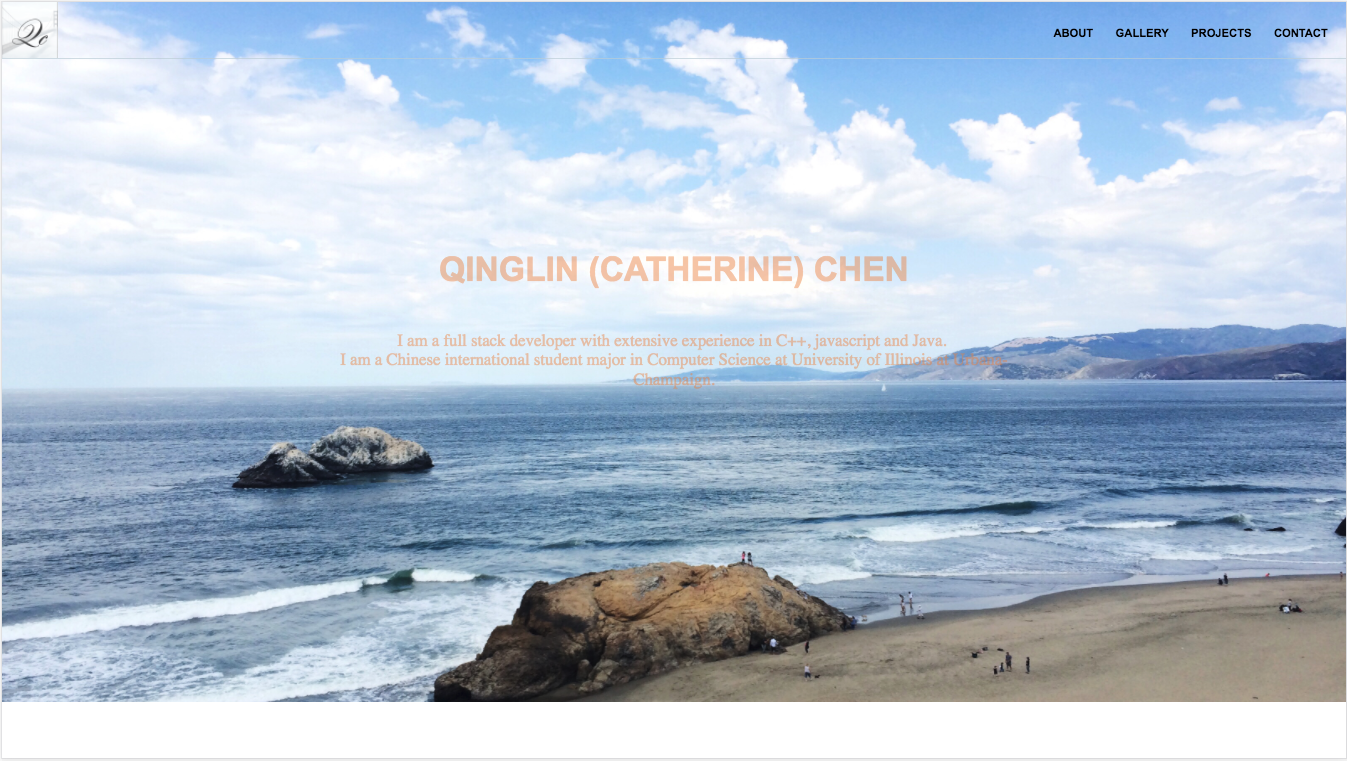 Qc
ABOUT GALLERY PROJECTS CONTACT
QINGLIN (CATHERINE) CHEN
I am a full stack developer with extensive experience in C++, javascript and Java.
I am a Chinese international student major in Computer Science at University of Illinois at Urbana-
Champaign.